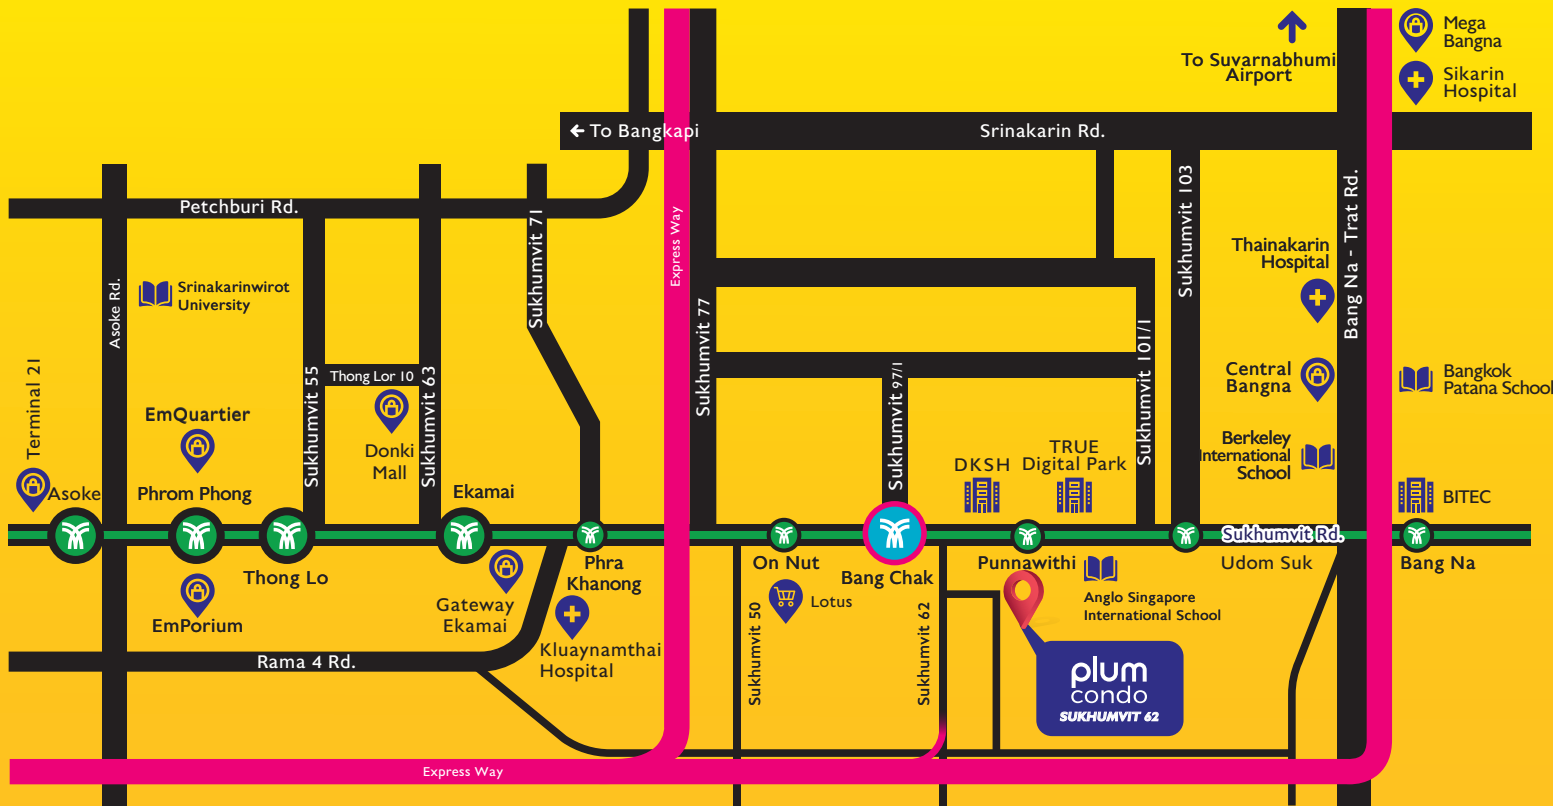 To Suvarnabhumi
Airport
Mega
Bangna
Sikarin
Hospital
To Bangkapi
Srinakarin Rd.
Petchburi Rd.
Asoke Rd.
Srinakarinwirot
University
Sukhumvit 55
Thong Lor 10
Sukhumvit 63
Sukhumvit 71
Express Way
Sukhumvit 77
Sukhumvit 97/1
Sukhumvit 101/1
Sukhumvit 103
Bang Na - Trat Rd.
Thainakarin
Hospital
Central
Bangna
Bangkok
Patana School
Berkeley
International
School
BITEC
Terminal 21
EmQuartier
Donki
Mall
DKSH
TRUE
Digital Park
Asoke
Phrom Phong
Ekamai
Sukhumvit Rd.
Thong Lo
Phra
Khanong
On Nut
Bang Chak
Punnawithi
Udom Suk
Bang Na
EmPorium
Gateway
Ekamai
Kluaynamthai
Hospital
Lotus
Anglo Singapore
International School
Sukhumvit 50
Sukhumvit 62
Rama 4 Rd.
plum
condo
SUKHUMVIT 62
Express Way